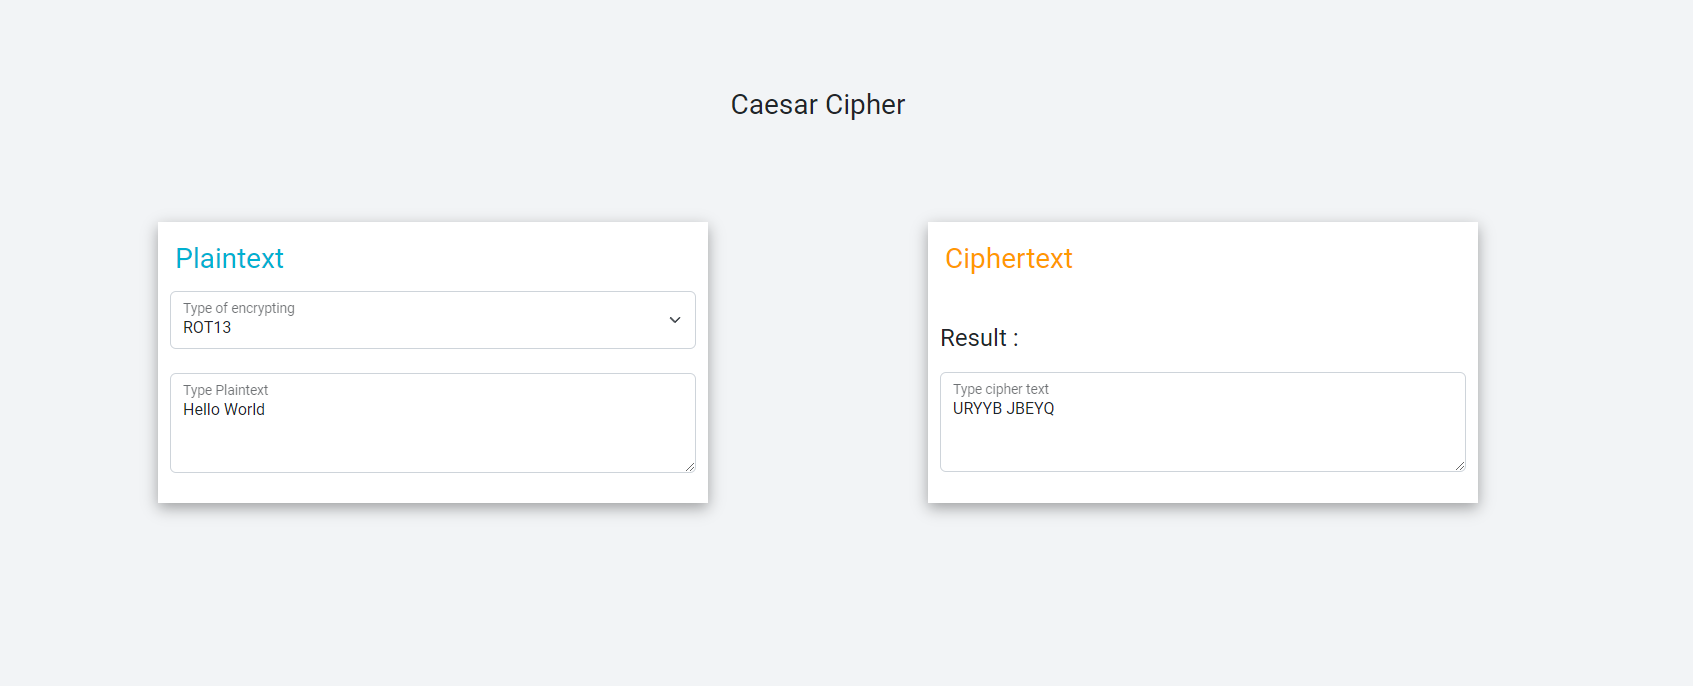 Caesar Cipher
Plaintext
Type of encrypting
ROT13
Type Plaintext
Hello World
Ciphertext
Result :
Type cipher text
URYYB JBEYQ